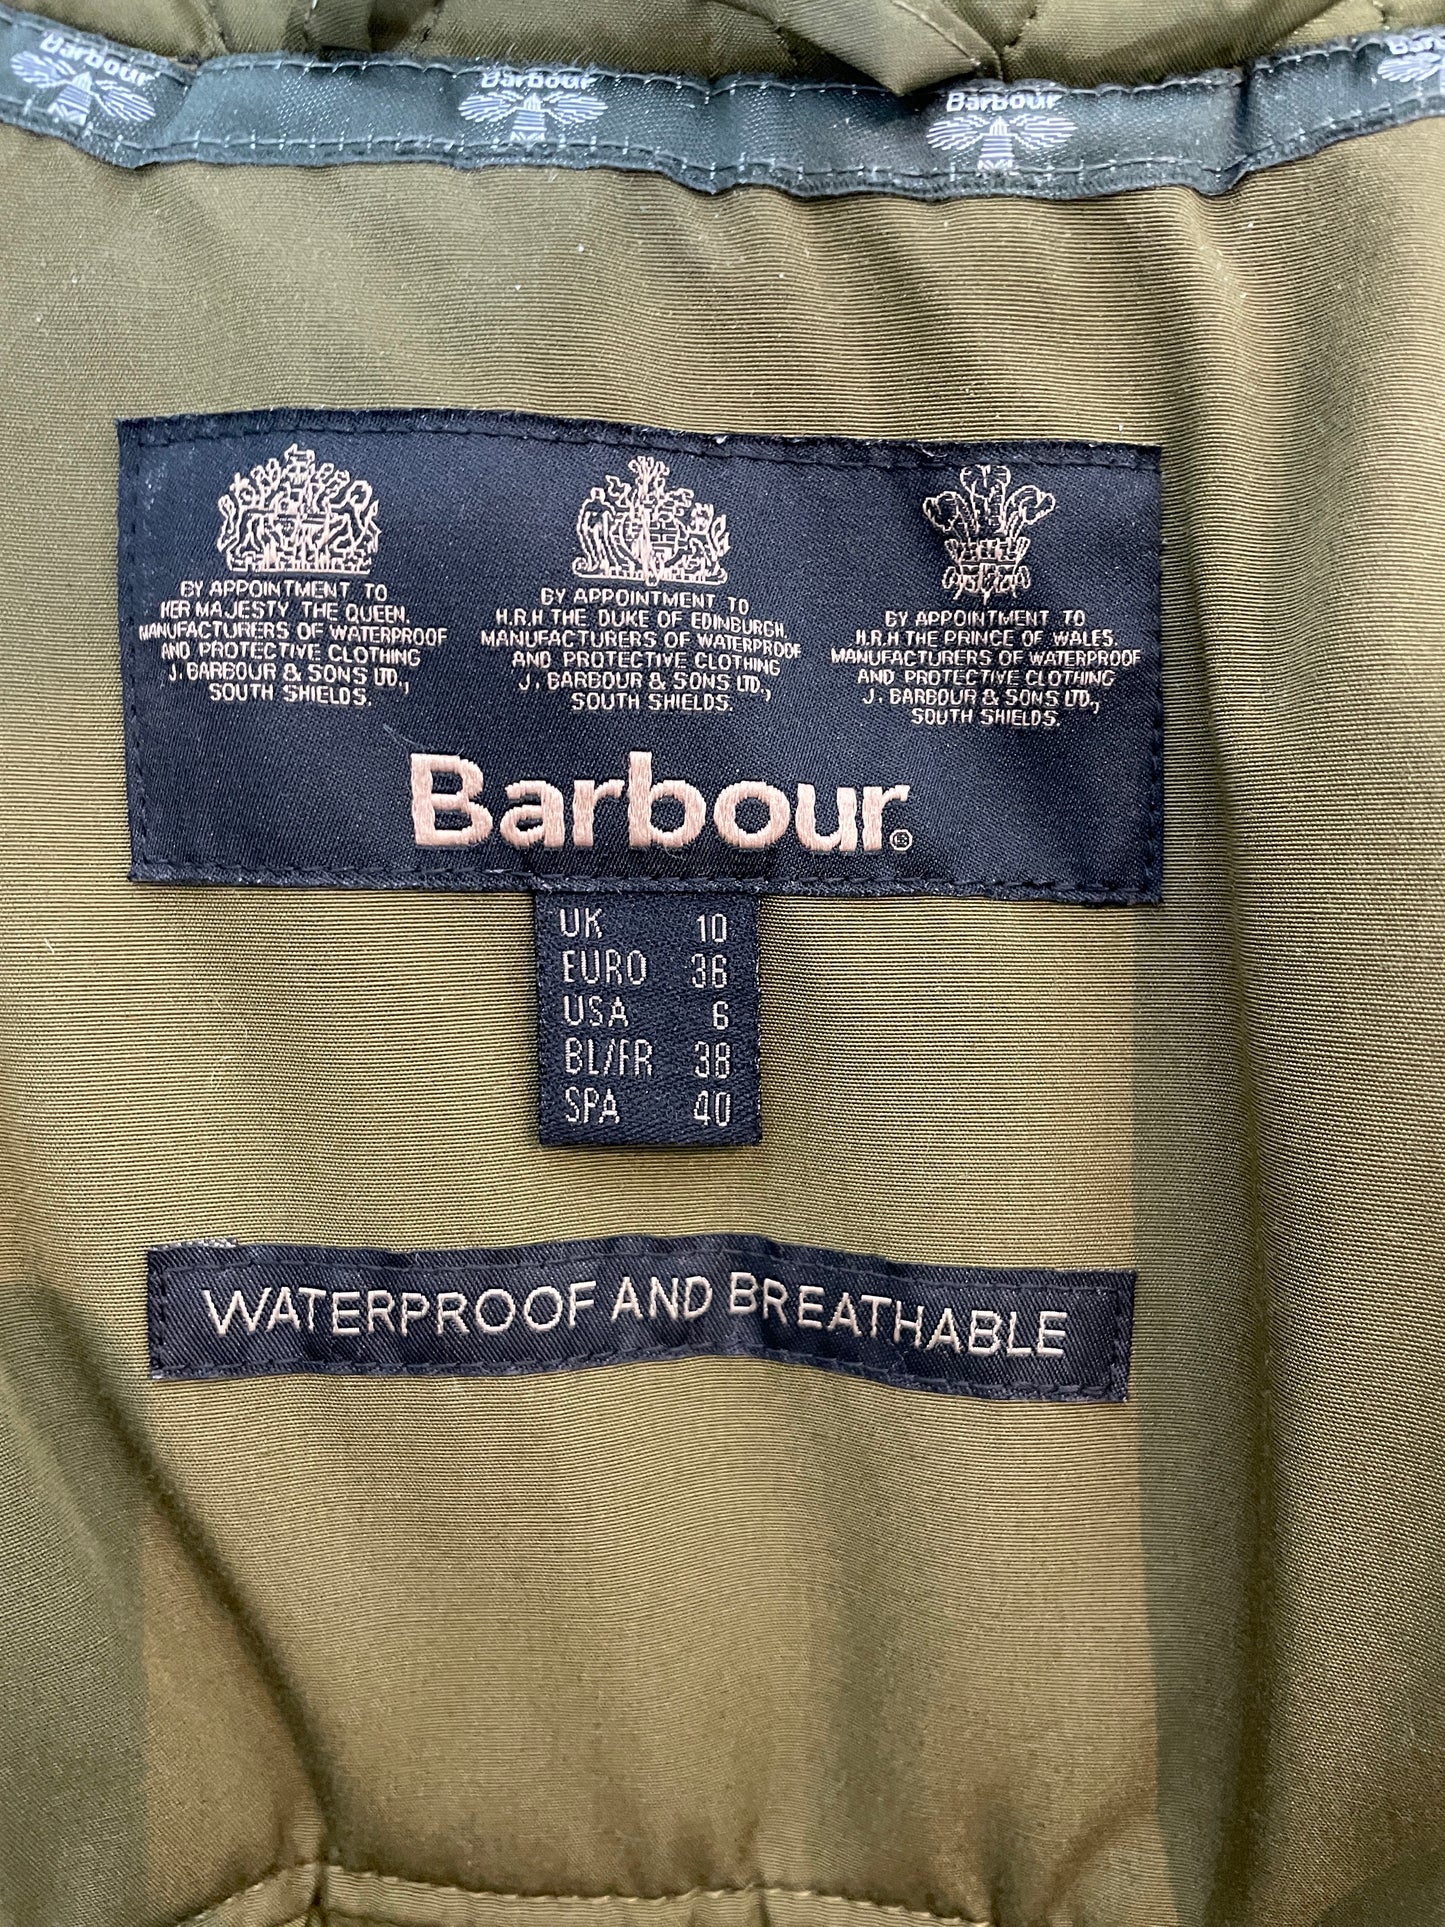 Barbour
Barbour
Barbour
BY APPOINTMENT TO
HER MAJESTY THE QUEEN.
MANUFACTURERS OF WATERPROOF
AND PROTECTIVE CLOTHING
J. BARBOUR & SONS LTD.,
SOUTH SHIELDS.
BY APPOINTMENT TO
H.R.H THE DUKE OF EDINBURGH.
MANUFACTURERS OF WATERPROOF
AND PROTECTIVE CLOTHING
J. BARBOUR & SONS LTD.,
SOUTH SHIELDS.
BY APPOINTMENT TO
H.R.H THE PRINCE OF WALES.
MANUFACTURERS OF WATERPROOF
AND PROTECTIVE CLOTHING
J. BARBOUR & SONS LTD.,
SOUTH SHIELDS.
Barbour®
UK 10
EURO 36
USA 6
BL/FR 38
SPA 40
WATERPROOF AND BREATHABLE